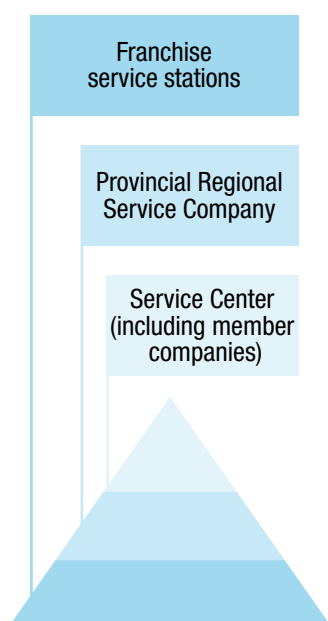 Franchise
service stations
Provincial Regional
Service Company
Service Center
(including member
companies)